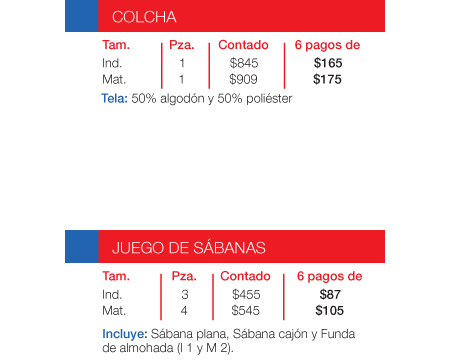 COLCHA
Tam. Pza. Contado 6 pagos de
Ind. 1 $845 $165
Mat. 1 $909 $175
Tela: 50% algodón y 50% poliéster
JUEGO DE SÁBANAS
Tam. Pza. Contado 6 pagos de
Ind. 3 $455 $87
Mat. 4 $545 $105
Incluye: Sábana plana, Sábana cajón y Funda
de almohada (I 1 y M 2).